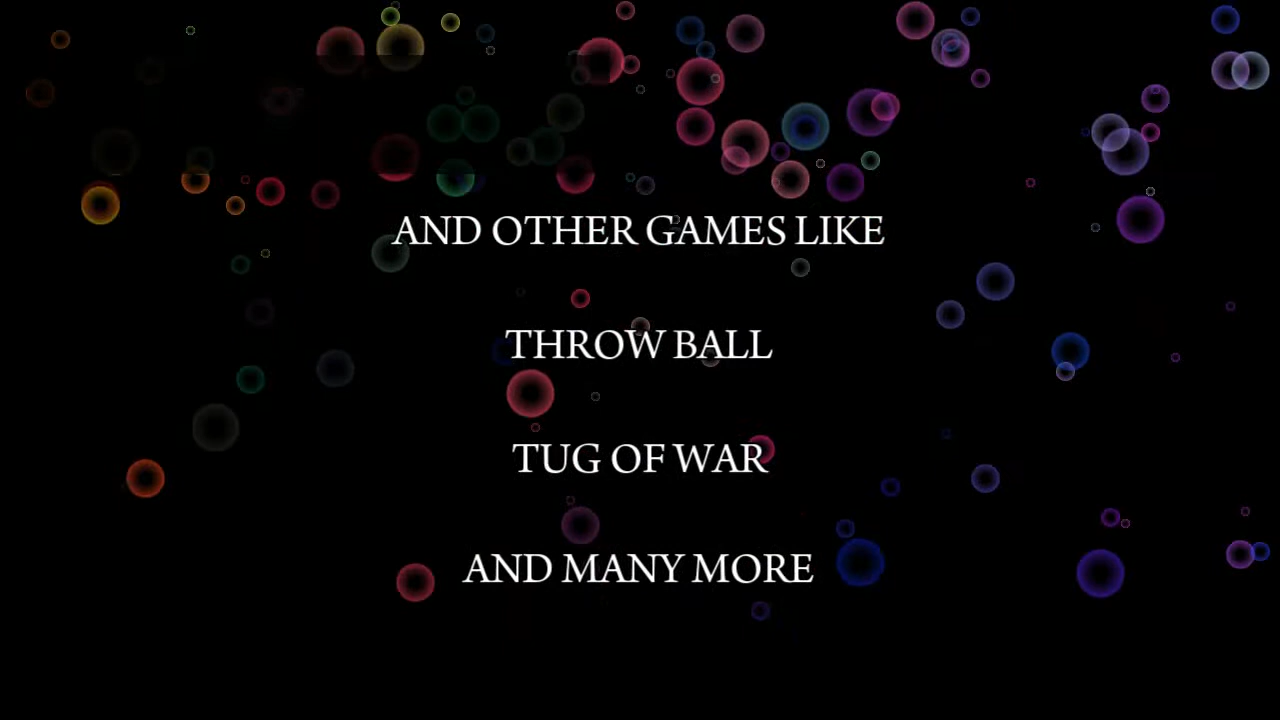 AND OTHER GAMES LIKE
THROW BALL
TUG OF WAR
AND MANY MORE